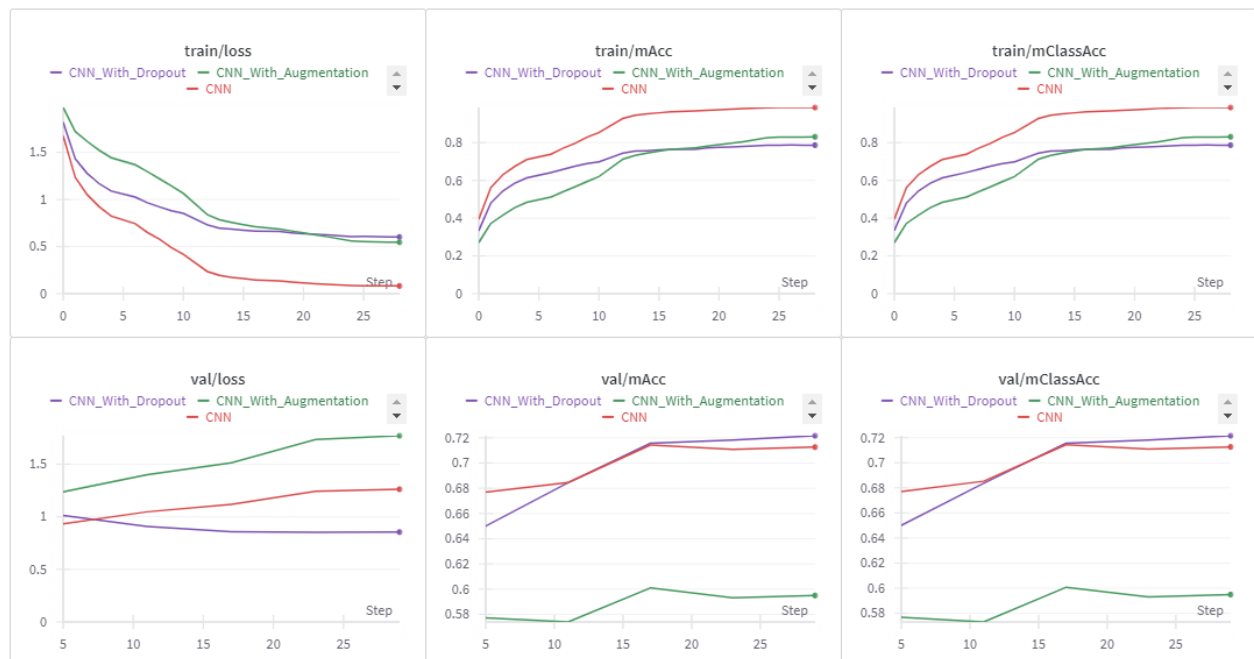 train/loss
CNN_With_Dropout CNN_With_Augmentation
CNN
1.5
1
0.5
0
Step
0 5 10 15 20 25
train/mAcc
CNN_With_Dropout CNN_With_Augmentation
CNN
0.8
0.6
0.4
0.2
0
Step
0 5 10 15 20 25
train/mClassAcc
CNN_With_Dropout CNN_With_Augmentation
CNN
0.8
0.6
0.4
0.2
0
Step
0 5 10 15 20 25
val/loss
CNN_With_Dropout CNN_With_Augmentation
CNN
1.5
1
0.5
0
Step
5 10 15 20 25
val/mAcc
CNN_With_Dropout CNN_With_Augmentation
CNN
0.72
0.7
0.68
0.66
0.64
0.62
0.6
0.58
Step
5 10 15 20 25
val/mClassAcc
CNN_With_Dropout CNN_With_Augmentation
CNN
0.72
0.7
0.68
0.66
0.64
0.62
0.6
0.58
Step
5 10 15 20 25